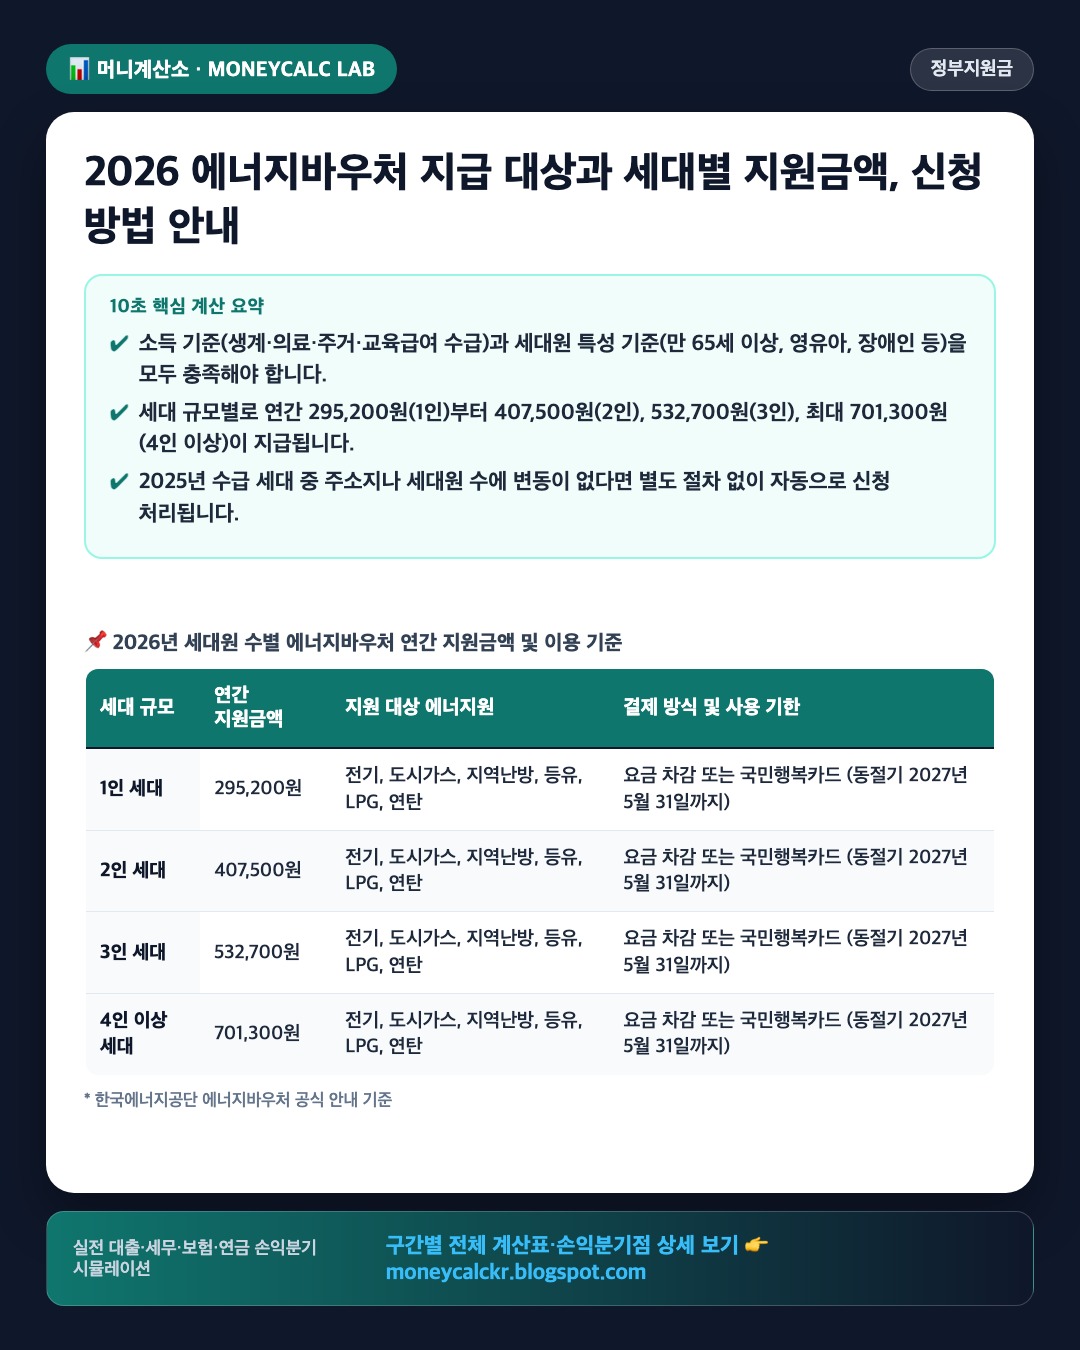 📊 머니계산소 · MONEYCALC LAB
정부지원금
2026 에너지바우처 지급 대상과 세대별 지원금액, 신청
방법 안내
10초 핵심 계산 요약
✔ 소득 기준(생계·의료·주거·교육급여 수급)과 세대원 특성 기준(만 65세 이상, 영유아, 장애인 등)을
모두 충족해야 합니다.
✔ 세대 규모별로 연간 295,200원(1인)부터 407,500원(2인), 532,700원(3인), 최대 701,300원
(4인 이상)이 지급됩니다.
✔ 2025년 수급 세대 중 주소지나 세대원 수에 변동이 없다면 별도 절차 없이 자동으로 신청
처리됩니다.
📌 2026년 세대원 수별 에너지바우처 연간 지원금액 및 이용 기준
세대 규모
연간
지원금액
지원 대상 에너지원
결제 방식 및 사용 기한
1인 세대
295,200원
전기, 도시가스, 지역난방, 등유,
LPG, 연탄
요금 차감 또는 국민행복카드 (동절기 2027년
5월 31일까지)
2인 세대
407,500원
전기, 도시가스, 지역난방, 등유,
LPG, 연탄
요금 차감 또는 국민행복카드 (동절기 2027년
5월 31일까지)
3인 세대
532,700원
전기, 도시가스, 지역난방, 등유,
LPG, 연탄
요금 차감 또는 국민행복카드 (동절기 2027년
5월 31일까지)
4인 이상
세대
701,300원
전기, 도시가스, 지역난방, 등유,
LPG, 연탄
요금 차감 또는 국민행복카드 (동절기 2027년
5월 31일까지)
* 한국에너지공단 에너지바우처 공식 안내 기준
실전 대출·세무·보험·연금 손익분기
시뮬레이션
구간별 전체 계산표·손익분기점 상세 보기 👉
moneycalckr.blogspot.com